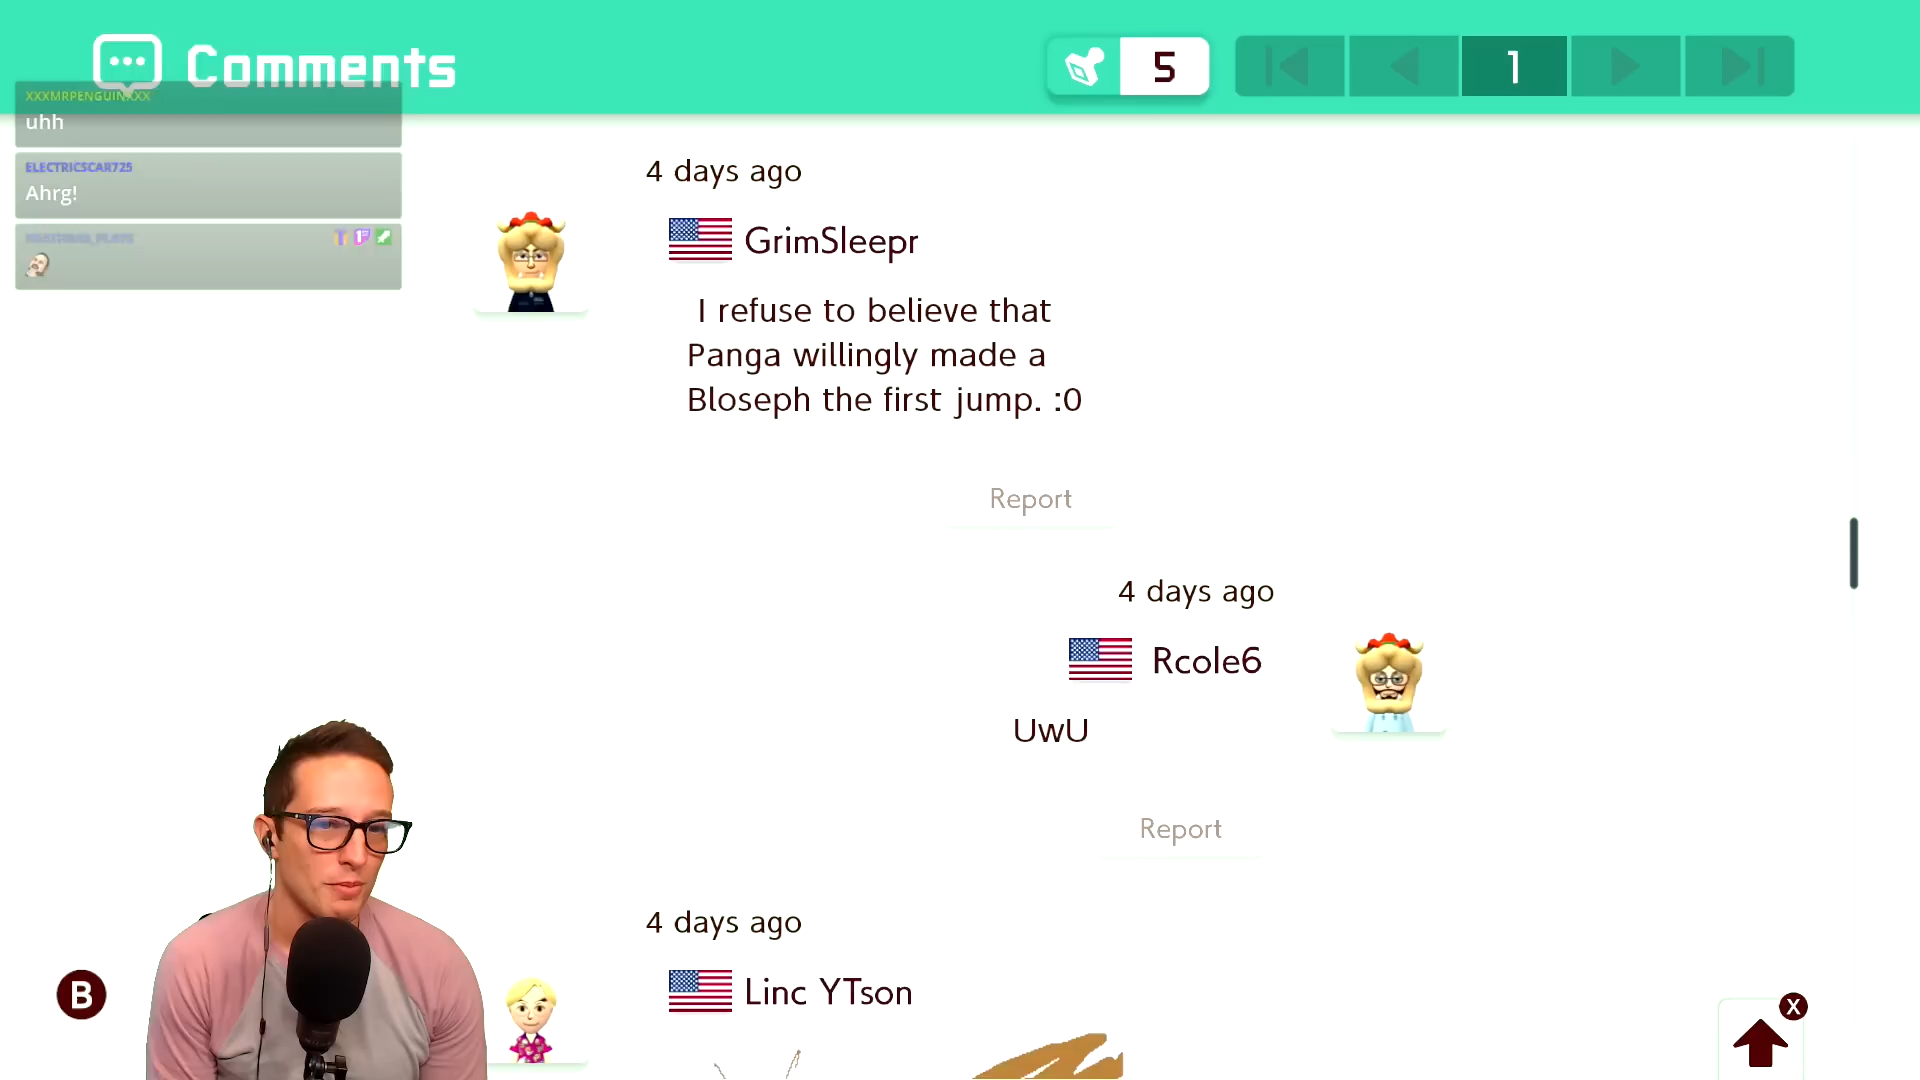 Comments
5
1
XXXMRPENGUINXXX
uhh
ELECTRICSCAR725
Ahrg!
4 days ago
GrimSleepr
I refuse to believe that
Panga willingly made a
Bloseph the first jump. :0
Report
4 days ago
Rcole6
UwU
Report
4 days ago
Linc YTson
B
X